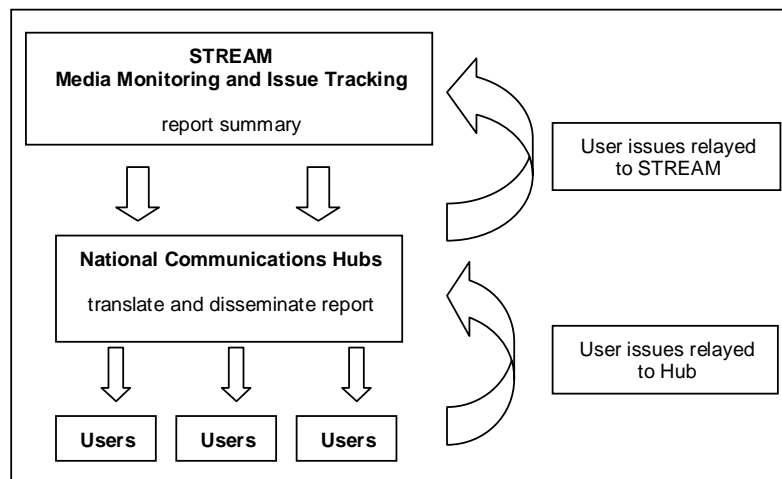 STREAM
Media Monitoring and Issue Tracking
report summary
User issues relayed
to STREAM
National Communications Hubs
translate and disseminate report
User issues relayed
to Hub
Users
Users
Users